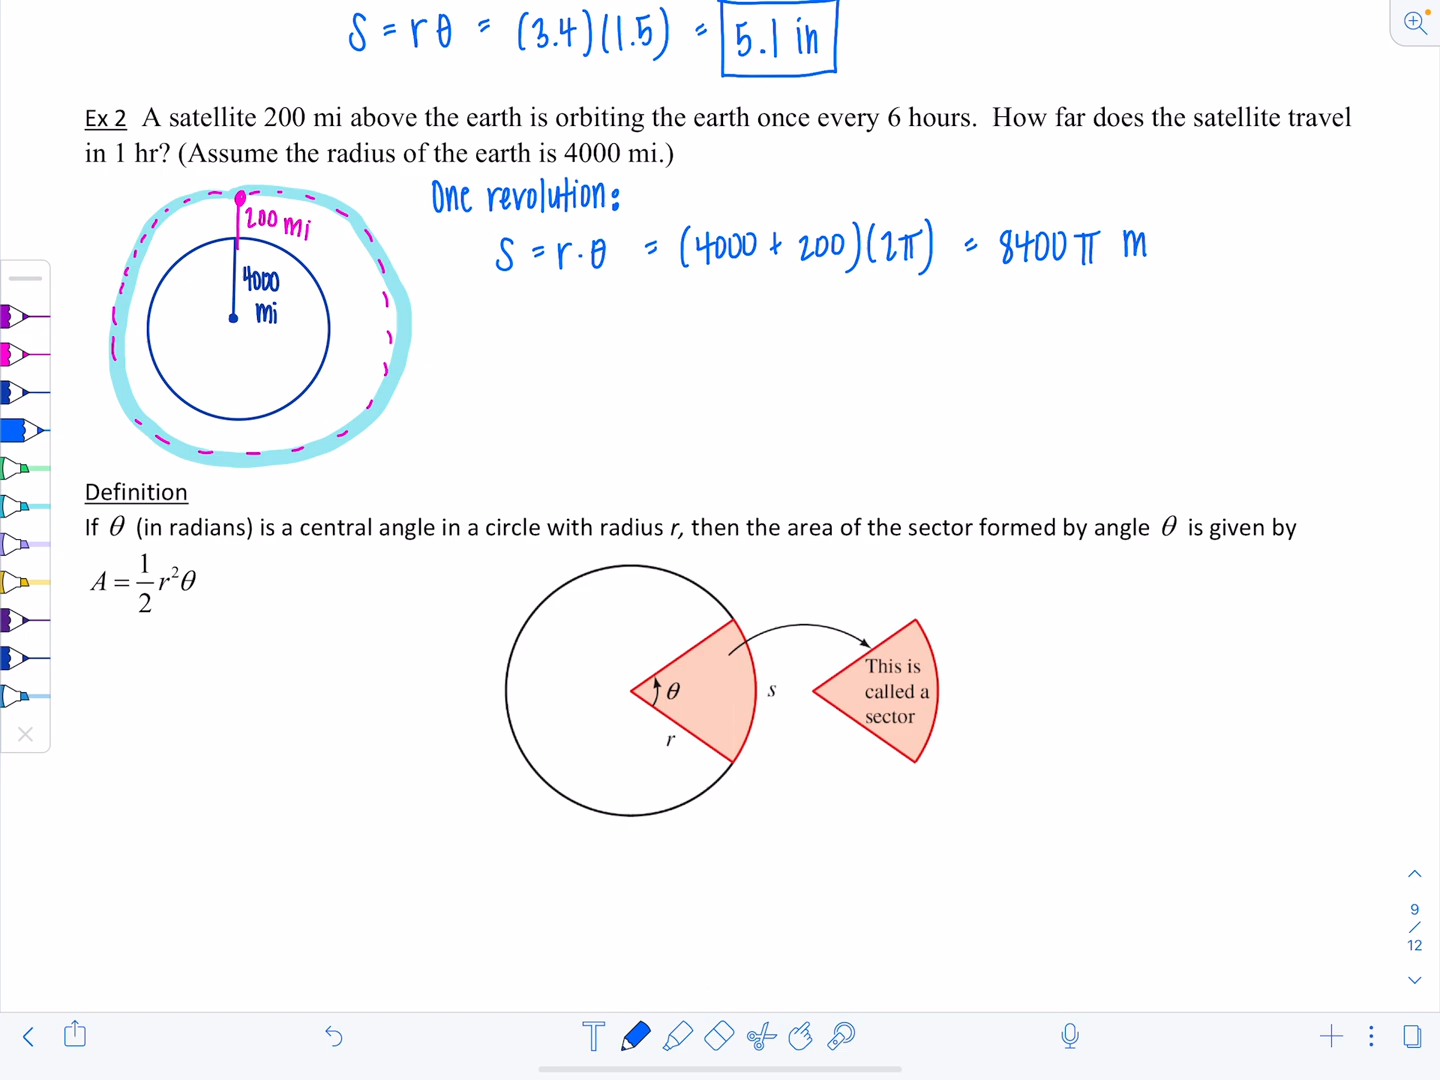 S = rθ = (3.4)(1.5) = 5.1 in
Ex 2 A satellite 200 mi above the earth is orbiting the earth once every 6 hours. How far does the satellite travel
in 1 hr? (Assume the radius of the earth is 4000 mi.)
One revolution:
200 mi
S = r·θ = (4000 + 200)(2π) = 8400π m
4000
mi
Definition
If θ (in radians) is a central angle in a circle with radius r, then the area of the sector formed by angle θ is given by
A = 1/2 r²θ
This is
called a
sector
θ
s
r
9
/
12
T